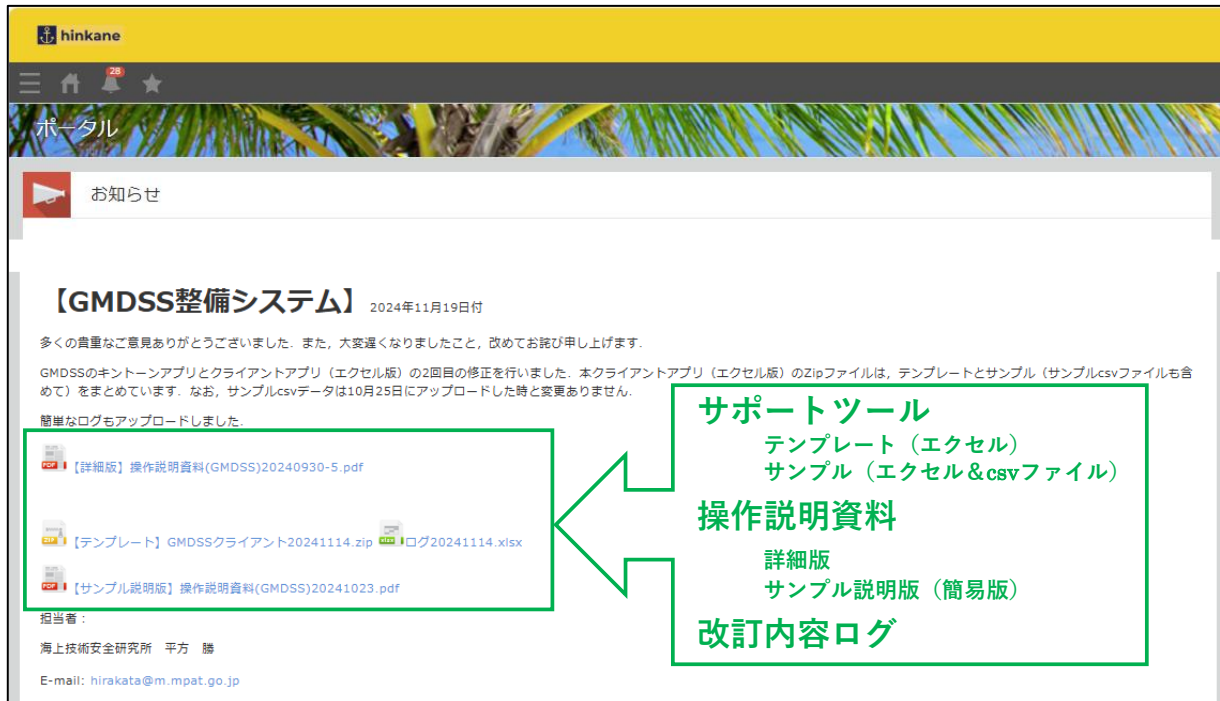 hinkane
28
ポータル
お知らせ
【GMDSS整備システム】 2024年11月19日付
多くの貴重なご意見ありがとうございました．また，大変遅くなりましたこと，改めてお詫び申し上げます．
GMDSSのキントーンアプリとクライアントアプリ（エクセル版）の2回目の修正を行いました．本クライアントアプリ（エクセル版）のZipファイルは，テンプレートとサンプル（サンプルcsvファイルも含
めて）をまとめています．なお，サンプルcsvデータは10月25日にアップロードした時と変更ありません．
簡単なログもアップロードしました．
PDF 【詳細版】操作説明資料(GMDSS)20240930-5.pdf
ZIP 【テンプレート】GMDSSクライアント20241114.zip xlsx ログ20241114.xlsx
PDF 【サンプル説明版】操作説明資料(GMDSS)20241023.pdf
担当者：
海上技術安全研究所　平方　勝
E-mail: hirakata@m.mpat.go.jp
サポートツール
テンプレート（エクセル）
サンプル（エクセル＆csvファイル）
操作説明資料
詳細版
サンプル説明版（簡易版）
改訂内容ログ